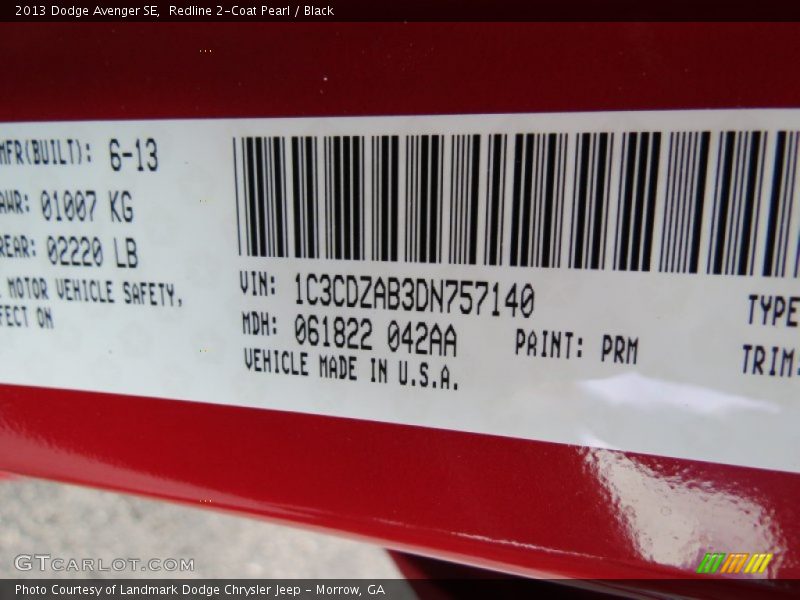 2013 Dodge Avenger SE, Redline 2-Coat Pearl / Black
MFR(BUILT): 6-13
AWR: 01007 KG
REAR: 02220 LB
MOTOR VEHICLE SAFETY,
FECT ON
VIN: 1C3CDZAB3DN757140
MDH: 061822 042AA
PAINT: PRM
VEHICLE MADE IN U.S.A.
TYPE
TRIM:
GTCARLOT.COM
Photo Courtesy of Landmark Dodge Chrysler Jeep - Morrow, GA